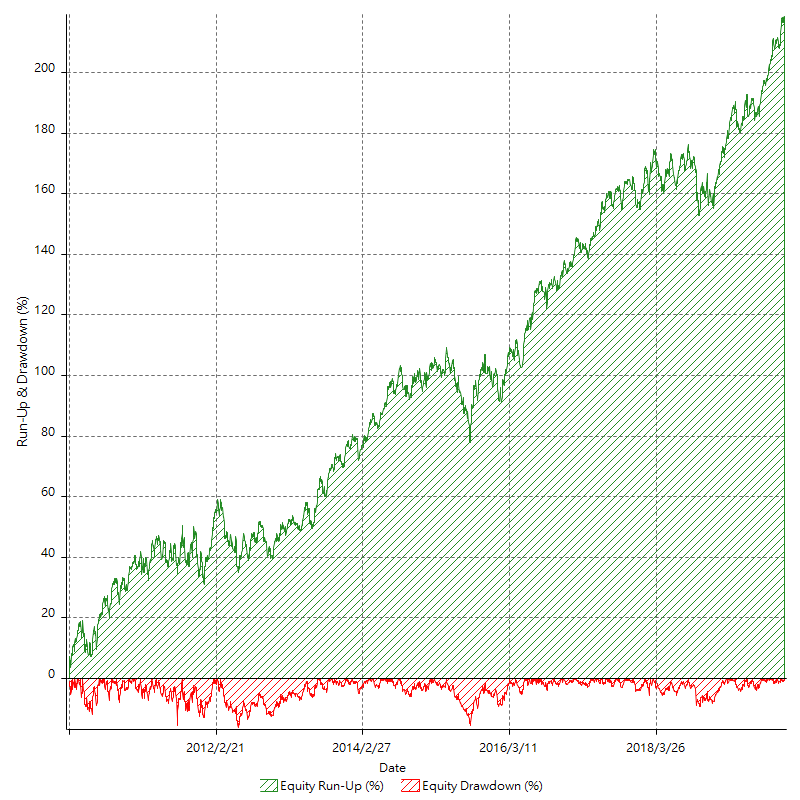 200
180
160
140
120
100
80
60
40
20
0
Run-Up & Drawdown (%)
2012/2/21 2014/2/27 2016/3/11 2018/3/26
Date
Equity Run-Up (%) Equity Drawdown (%)